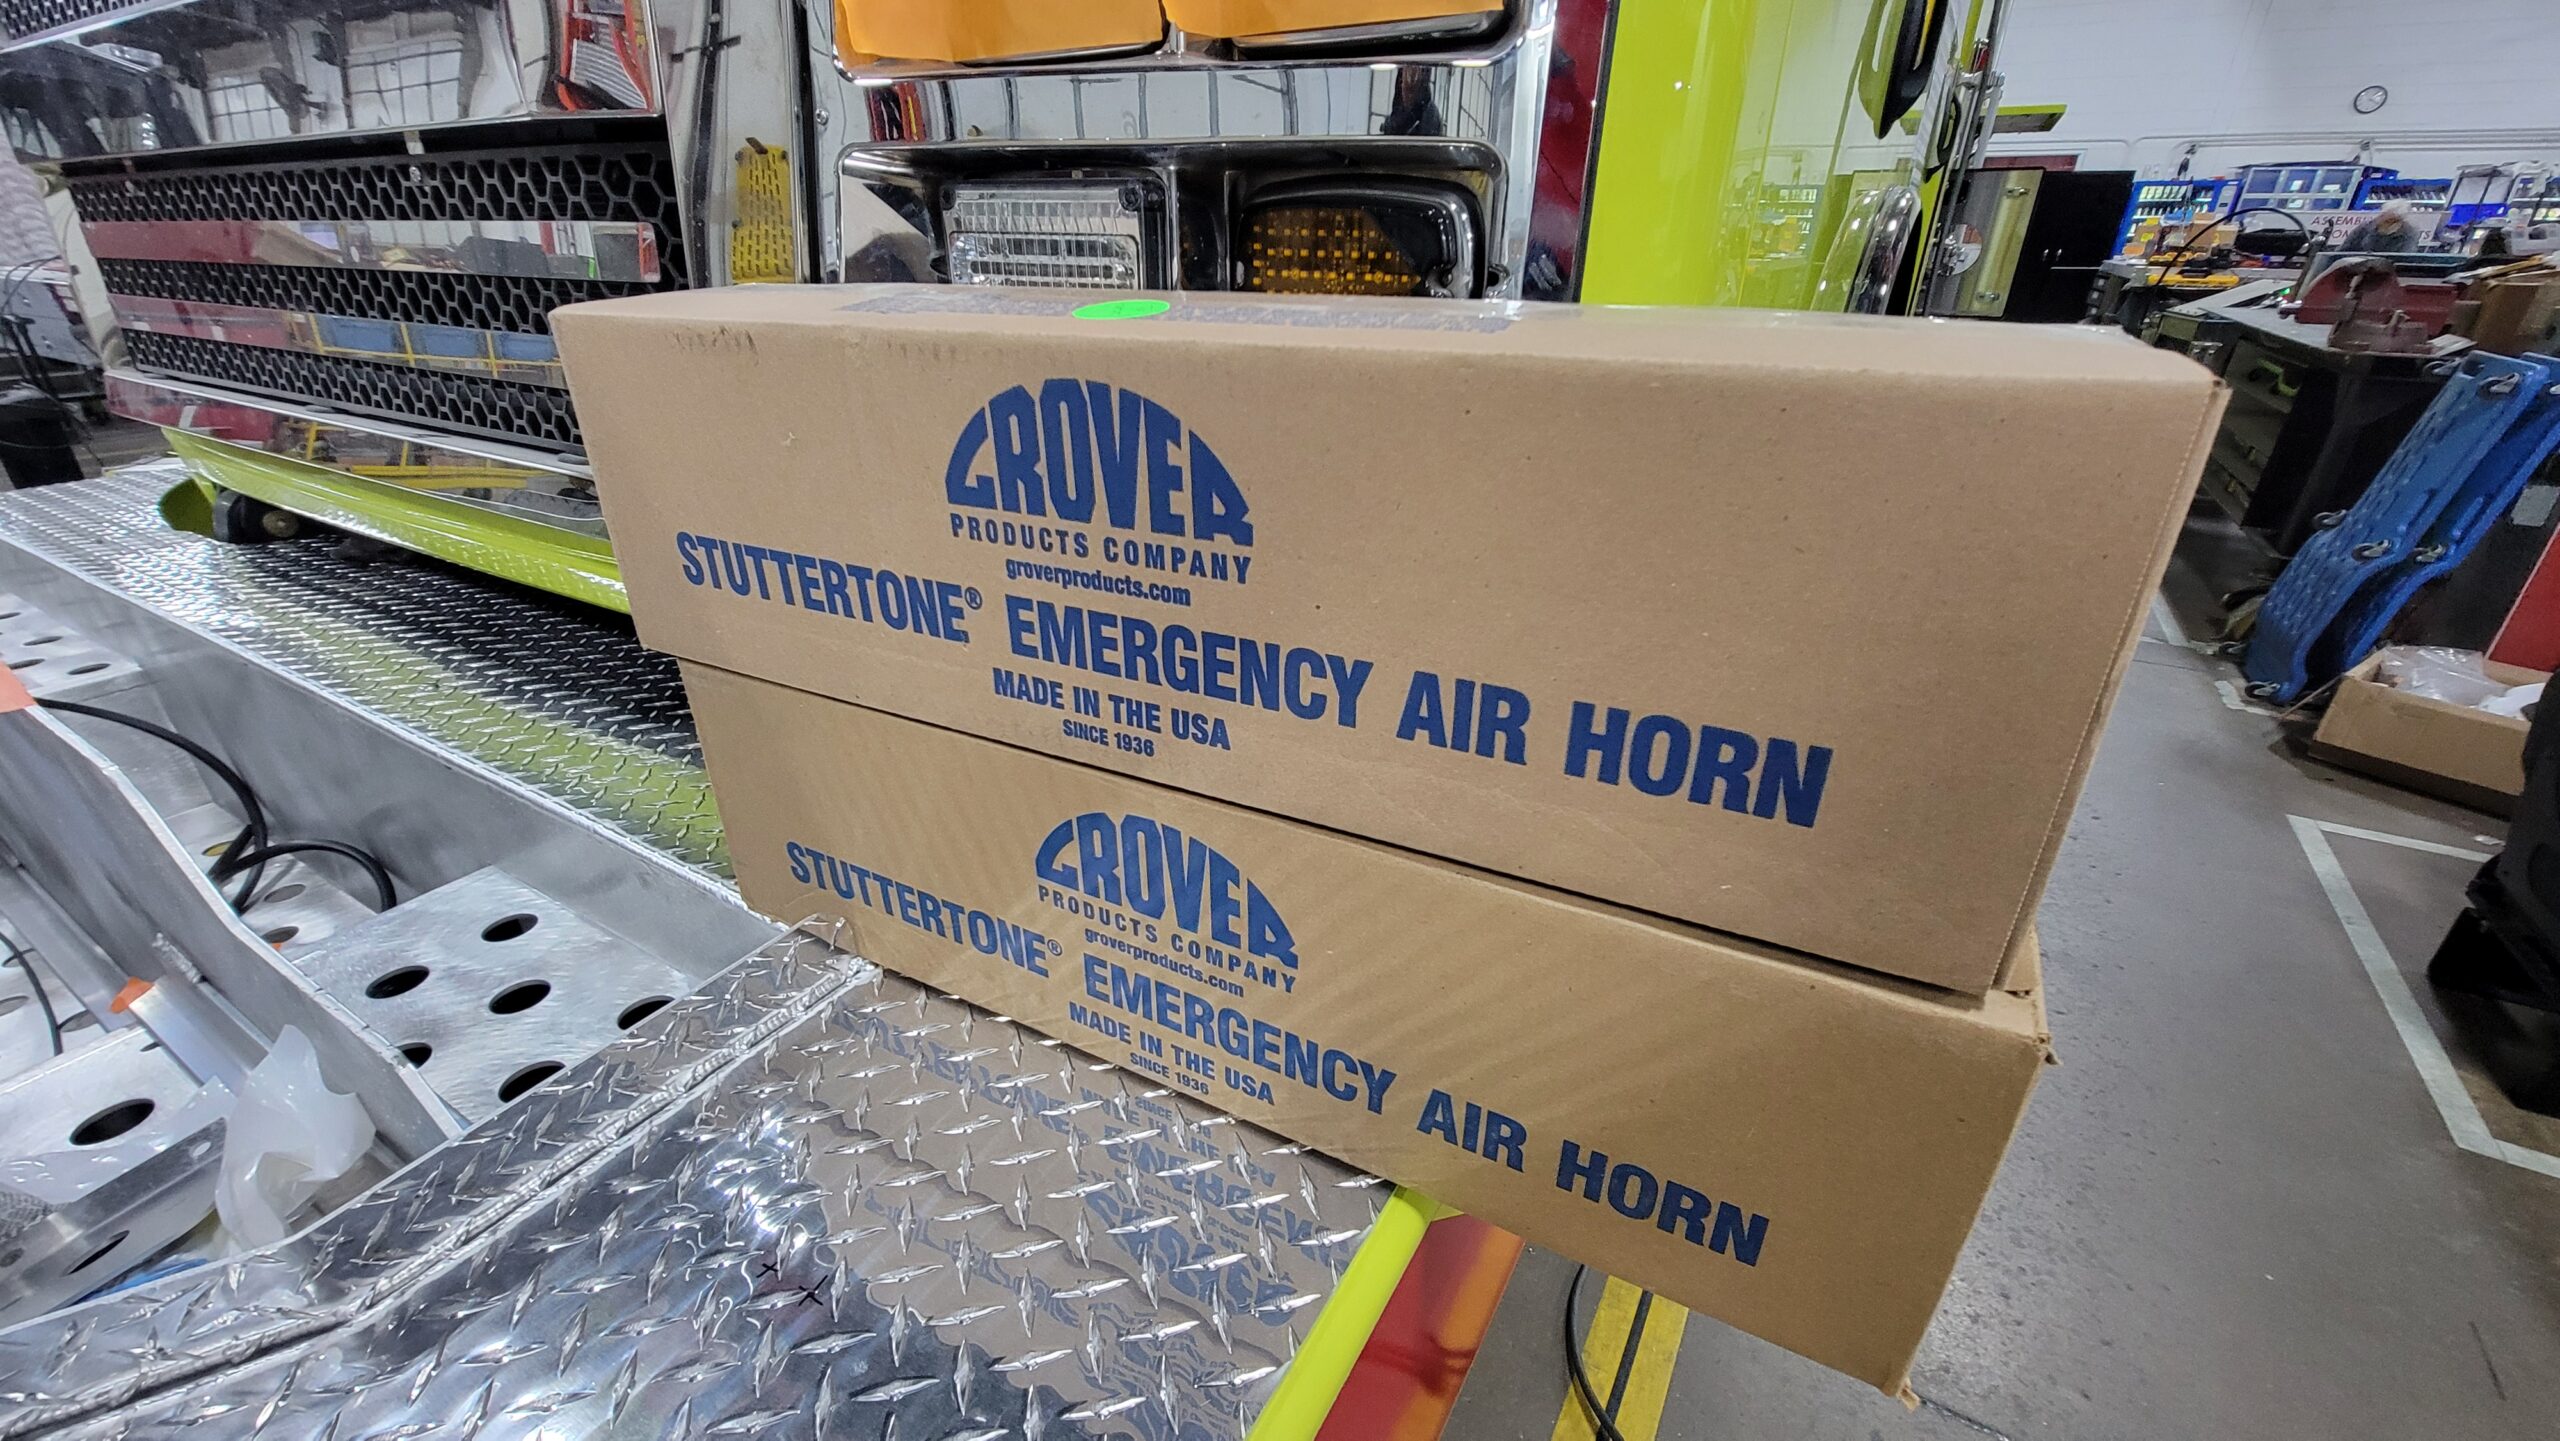 GROVER
PRODUCTS COMPANY
groverproducts.com
STUTTERTONE® EMERGENCY AIR HORN
MADE IN THE USA
SINCE 1936
GROVER
PRODUCTS COMPANY
groverproducts.com
STUTTERTONE® EMERGENCY AIR HORN
MADE IN THE USA
SINCE 1936